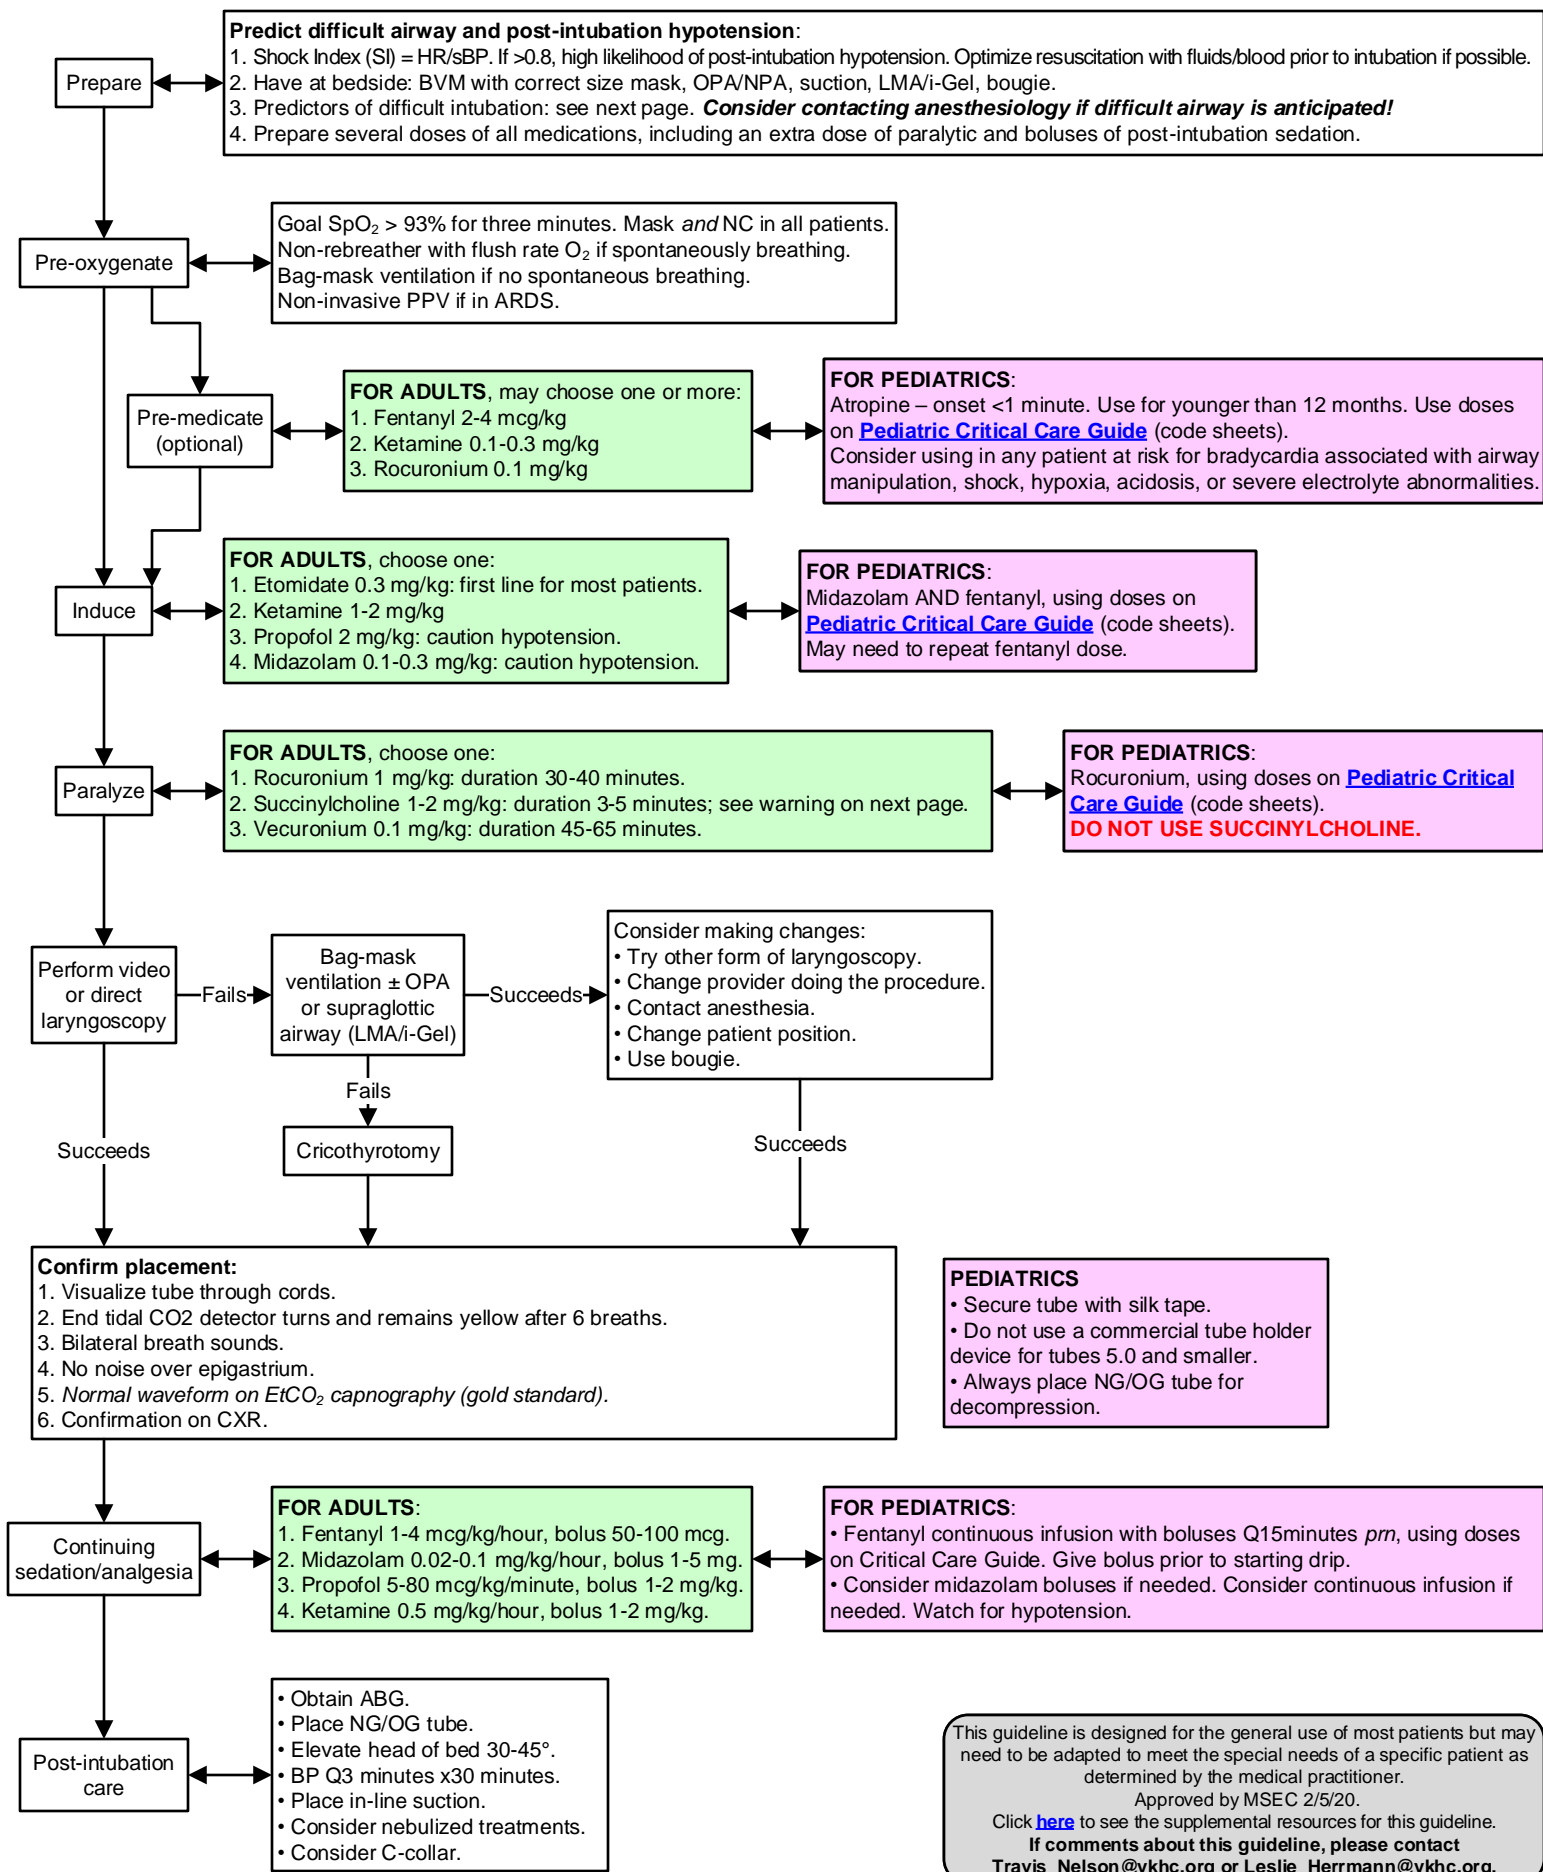 Predict difficult airway and post-intubation hypotension:
1. Shock Index (SI) = HR/sBP. If >0.8, high likelihood of post-intubation hypotension. Optimize resuscitation with fluids/blood prior to intubation if possible.
2. Have at bedside: BVM with correct size mask, OPA/NPA, suction, LMA/i-Gel, bougie.
3. Predictors of difficult intubation: see next page. Consider contacting anesthesiology if difficult airway is anticipated!
4. Prepare several doses of all medications, including an extra dose of paralytic and boluses of post-intubation sedation.
Prepare
Goal SpO₂ > 93% for three minutes. Mask and NC in all patients.
Non-rebreather with flush rate O₂ if spontaneously breathing.
Bag-mask ventilation if no spontaneous breathing.
Non-invasive PPV if in ARDS.
Pre-oxygenate
Pre-medicate
(optional)
FOR ADULTS, may choose one or more:
1. Fentanyl 2-4 mcg/kg
2. Ketamine 0.1-0.3 mg/kg
3. Rocuronium 0.1 mg/kg
FOR PEDIATRICS:
Atropine – onset <1 minute. Use for younger than 12 months. Use doses
on Pediatric Critical Care Guide (code sheets).
Consider using in any patient at risk for bradycardia associated with airway
manipulation, shock, hypoxia, acidosis, or severe electrolyte abnormalities.
Induce
FOR ADULTS, choose one:
1. Etomidate 0.3 mg/kg: first line for most patients.
2. Ketamine 1-2 mg/kg
3. Propofol 2 mg/kg: caution hypotension.
4. Midazolam 0.1-0.3 mg/kg: caution hypotension.
FOR PEDIATRICS:
Midazolam AND fentanyl, using doses on
Pediatric Critical Care Guide (code sheets).
May need to repeat fentanyl dose.
Paralyze
FOR ADULTS, choose one:
1. Rocuronium 1 mg/kg: duration 30-40 minutes.
2. Succinylcholine 1-2 mg/kg: duration 3-5 minutes; see warning on next page.
3. Vecuronium 0.1 mg/kg: duration 45-65 minutes.
FOR PEDIATRICS:
Rocuronium, using doses on Pediatric Critical
Care Guide (code sheets).
DO NOT USE SUCCINYLCHOLINE.
Perform video
or direct
laryngoscopy
Fails
Bag-mask
ventilation ± OPA
or supraglottic
airway (LMA/i-Gel)
Succeeds
Consider making changes:
• Try other form of laryngoscopy.
• Change provider doing the procedure.
• Contact anesthesia.
• Change patient position.
• Use bougie.
Fails
Succeeds
Cricothyrotomy
Succeeds
Confirm placement:
1. Visualize tube through cords.
2. End tidal CO2 detector turns and remains yellow after 6 breaths.
3. Bilateral breath sounds.
4. No noise over epigastrium.
5. Normal waveform on EtCO₂ capnography (gold standard).
6. Confirmation on CXR.
PEDIATRICS
• Secure tube with silk tape.
• Do not use a commercial tube holder
device for tubes 5.0 and smaller.
• Always place NG/OG tube for
decompression.
Continuing
sedation/analgesia
FOR ADULTS:
1. Fentanyl 1-4 mcg/kg/hour, bolus 50-100 mcg.
2. Midazolam 0.02-0.1 mg/kg/hour, bolus 1-5 mg.
3. Propofol 5-80 mcg/kg/minute, bolus 1-2 mg/kg.
4. Ketamine 0.5 mg/kg/hour, bolus 1-2 mg/kg.
FOR PEDIATRICS:
• Fentanyl continuous infusion with boluses Q15minutes prn, using doses
on Critical Care Guide. Give bolus prior to starting drip.
• Consider midazolam boluses if needed. Consider continuous infusion if
needed. Watch for hypotension.
Post-intubation
care
• Obtain ABG.
• Place NG/OG tube.
• Elevate head of bed 30-45°.
• BP Q3 minutes x30 minutes.
• Place in-line suction.
• Consider nebulized treatments.
• Consider C-collar.
This guideline is designed for the general use of most patients but may
need to be adapted to meet the special needs of a specific patient as
determined by the medical practitioner.
Approved by MSEC 2/5/20.
Click here to see the supplemental resources for this guideline.
If comments about this guideline, please contact
Travis_Nelson@ykhc.org or Leslie_Herrmann@ykhc.org.